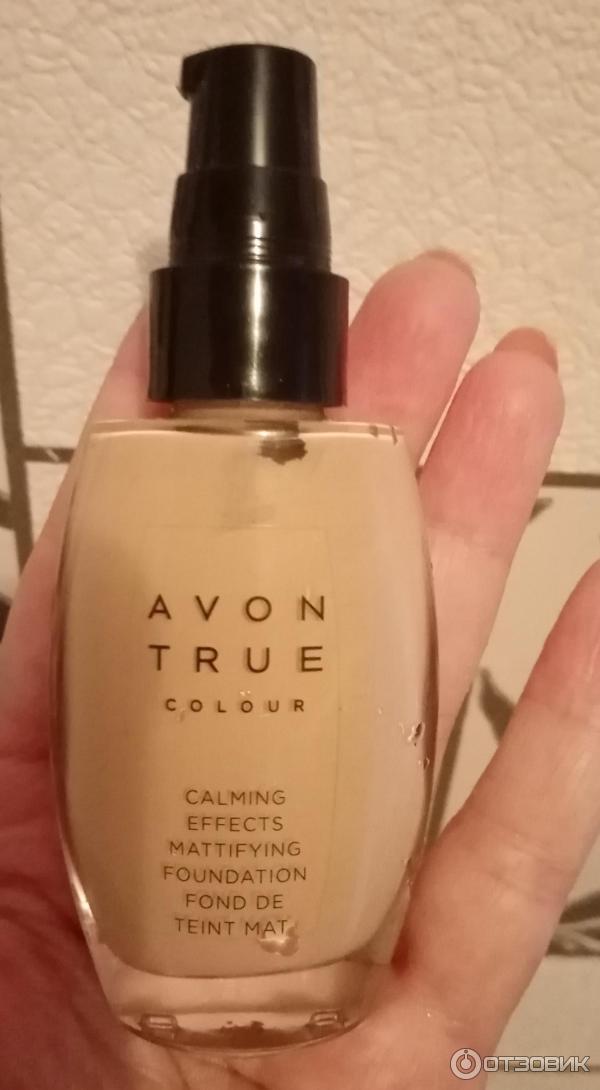 AVON
TRUE
COLOUR
CALMING
EFFECTS
MATTIFYING
FOUNDATION
FOND DE
TEINT MAT
ОТЗОВИК